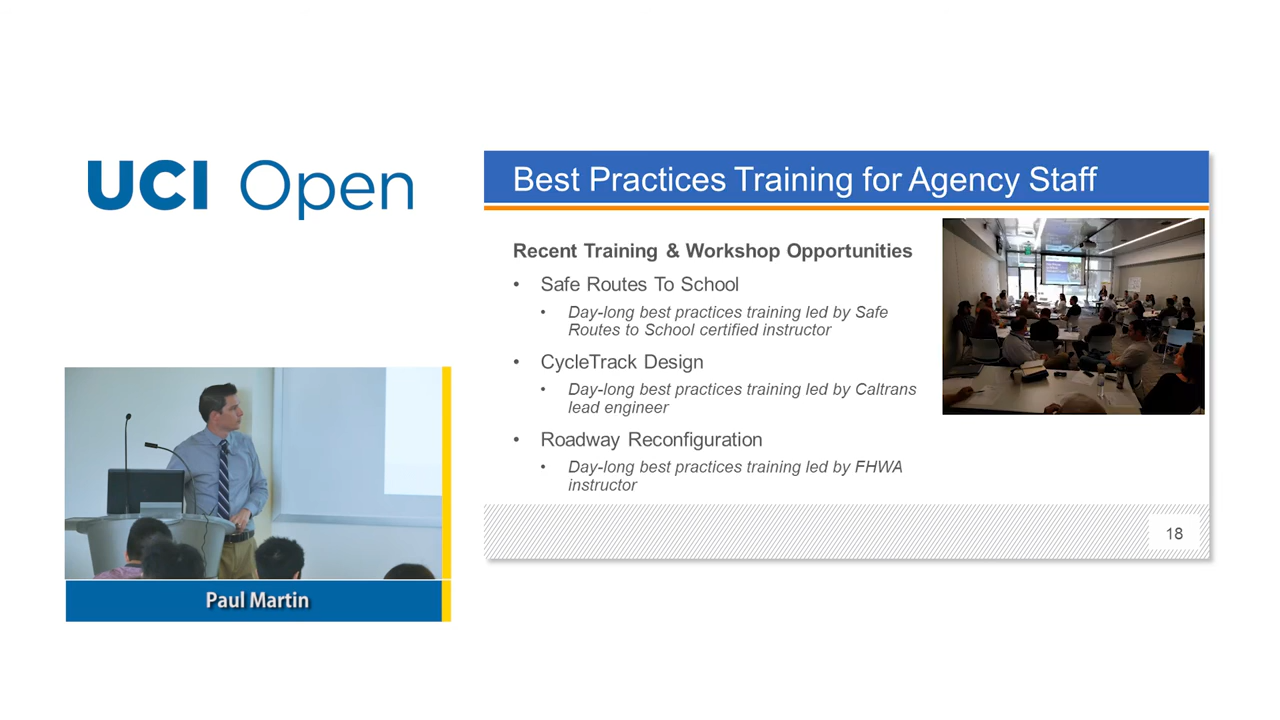 UCI Open
Best Practices Training for Agency Staff
Recent Training & Workshop Opportunities
• Safe Routes To School
• Day-long best practices training led by Safe
Routes to School certified instructor
• CycleTrack Design
• Day-long best practices training led by Caltrans
lead engineer
• Roadway Reconfiguration
• Day-long best practices training led by FHWA
instructor
18
Paul Martin